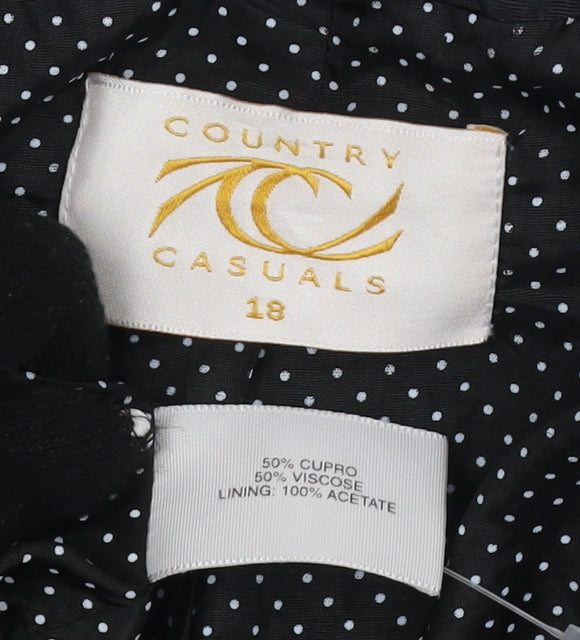 COUNTRY
CASUALS
18
50% CUPRO
50% VISCOSE
LINING: 100% ACETATE